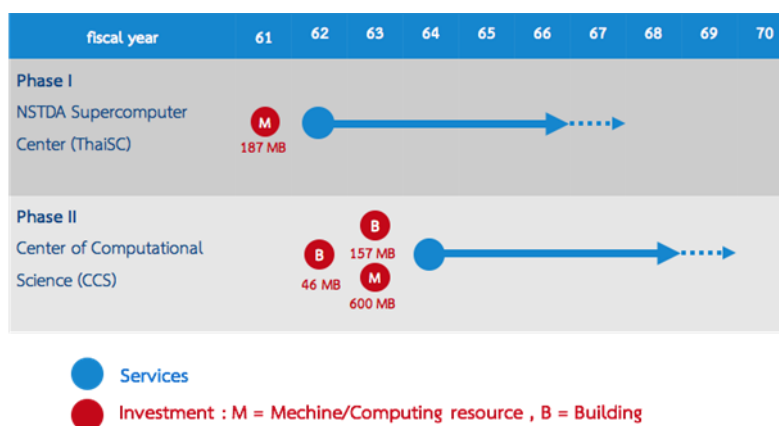 fiscal year 61 62 63 64 65 66 67 68 69 70
Phase I
NSTDA Supercomputer
Center (ThaiSC)
M
187 MB
Phase II
Center of Computational
Science (CCS)
B
46 MB
B
157 MB
M
600 MB
Services
Investment : M = Mechine/Computing resource , B = Building